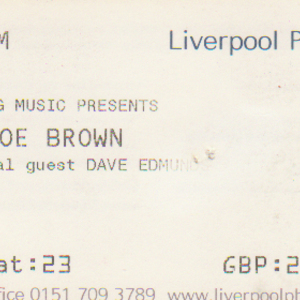 M Liverpool P
G MUSIC PRESENTS
OE BROWN
al guest DAVE EDMUN
at:23 GBP:2
fice 0151 709 3789 www.liverpoolph